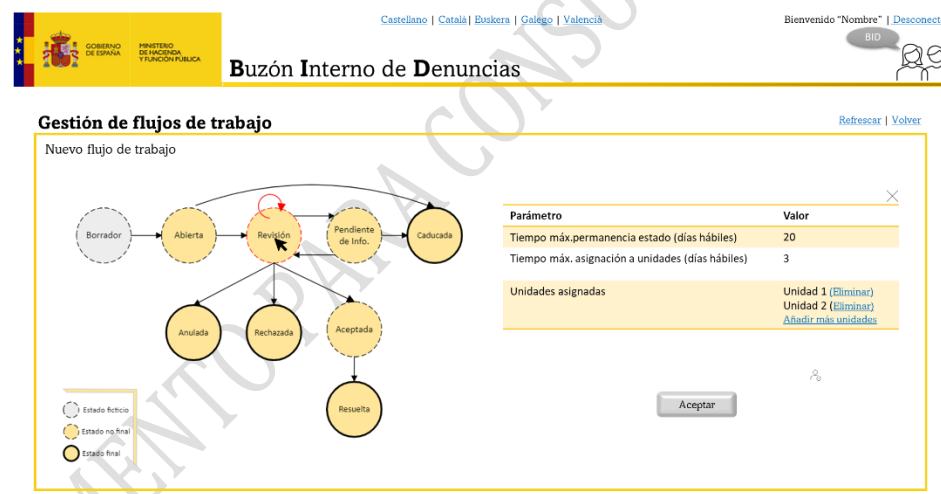 Castellano | Català | Euskera | Galego | Valencià
Bienvenido "Nombre" | Desconect
BID
GOBIERNO
DE ESPAÑA
MINISTERIO
DE HACIENDA
Y FUNCIÓN PÚBLICA
Buzón Interno de Denuncias
Gestión de flujos de trabajo
Refrescar | Volver
Nuevo flujo de trabajo
Borrador
Abierta
Revisión
Pendiente
de Info.
Caducada
Anulada
Rechazada
Aceptada
Resuelta
Estado ficticio
Estado no final
Estado final
Parámetro Valor
Tiempo máx.permanencia estado (días hábiles) 20
Tiempo máx. asignación a unidades (días hábiles) 3
Unidades asignadas Unidad 1 (Eliminar)
Unidad 2 (Eliminar)
Añadir más unidades
Aceptar
MENTO PARA CONSU